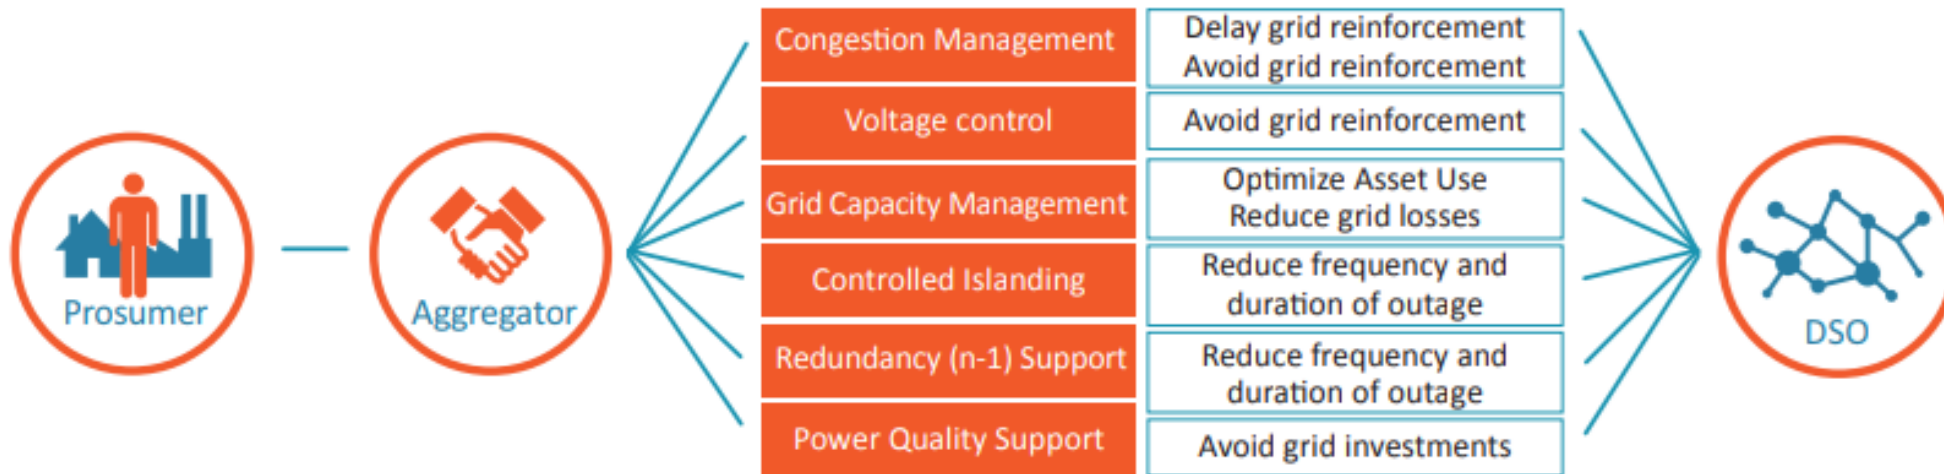 Prosumer
Aggregator
Congestion Management
Delay grid reinforcement
Avoid grid reinforcement
Voltage control
Avoid grid reinforcement
Grid Capacity Management
Optimize Asset Use
Reduce grid losses
Controlled Islanding
Reduce frequency and
duration of outage
Redundancy (n-1) Support
Reduce frequency and
duration of outage
Power Quality Support
Avoid grid investments
DSO